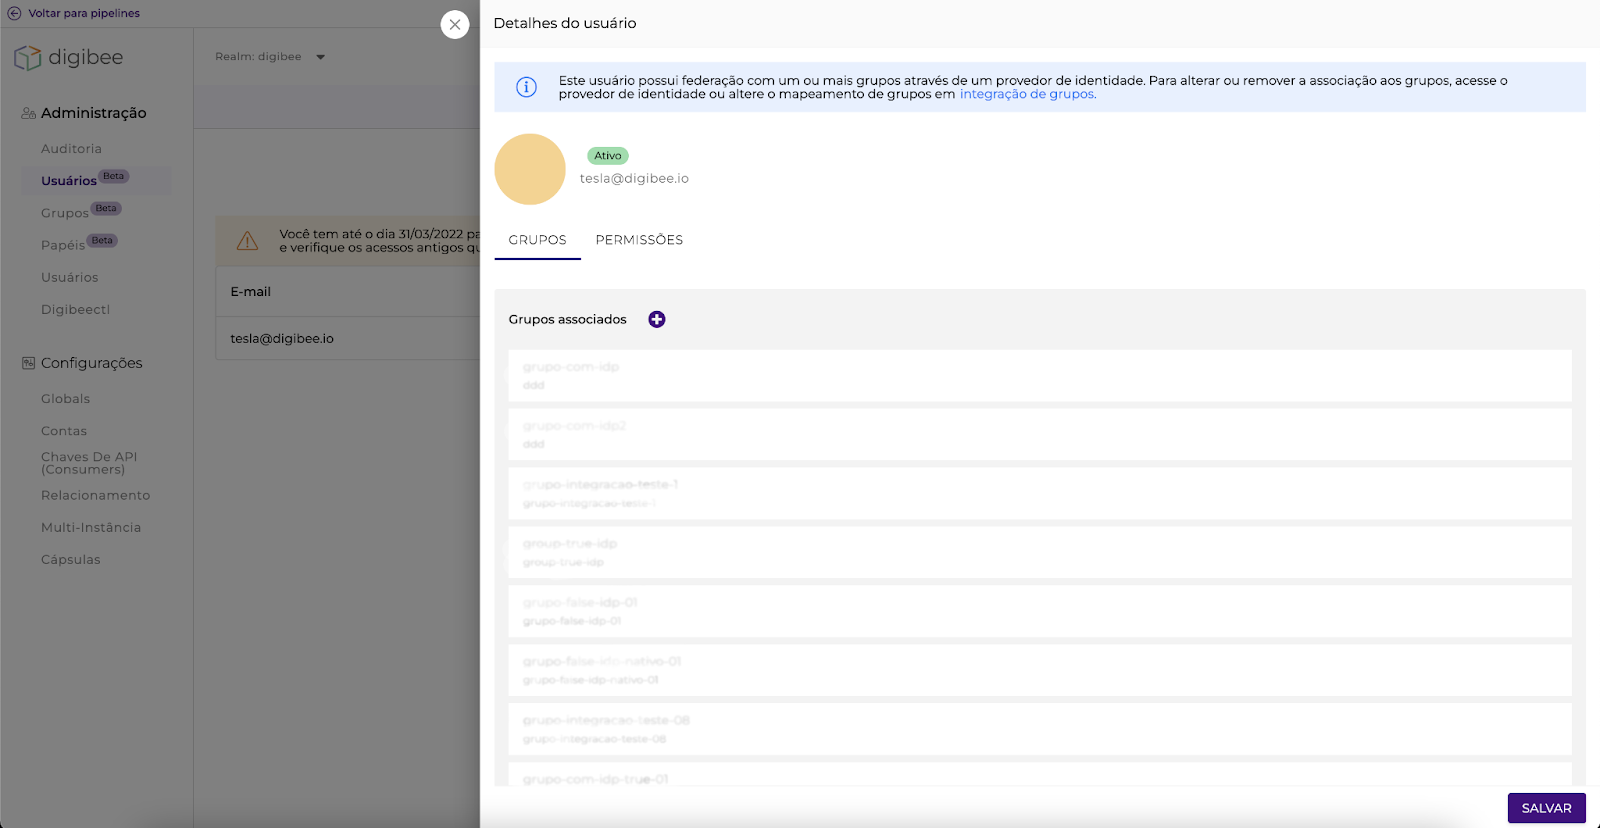 Voltar para pipelines
digibee
Realm: digibee
Administração
Auditoria
Usuários Beta
Grupos Beta
Papéis Beta
Usuários
Digibeectl
Configurações
Globals
Contas
Chaves De API
(Consumers)
Relacionamento
Multi-Instância
Cápsulas
Você tem até o dia 31/03/2022
e verifique os acessos antigos
E-mail
tesla@digibee.io
Detalhes do usuário
Este usuário possui federação com um ou mais grupos através de um provedor de identidade. Para alterar ou remover a associação aos grupos, acesse o
provedor de identidade ou altere o mapeamento de grupos em integração de grupos.
Ativo
tesla@digibee.io
GRUPOS PERMISSÕES
Grupos associados
grupo-com-idp
ddd
grupo-com-idp2
ddd
grupo-integracao-teste-1
grupo-integracao-teste-1
group-true-idp
group-true-idp
grupo-false-idp-01
grupo-false-idp-01
grupo-false-idp-nativo-01
grupo-false-idp-nativo-01
grupo-integracao-teste-08
grupo-integracao-teste-08
grupo-com-idp-true-01
SALVAR